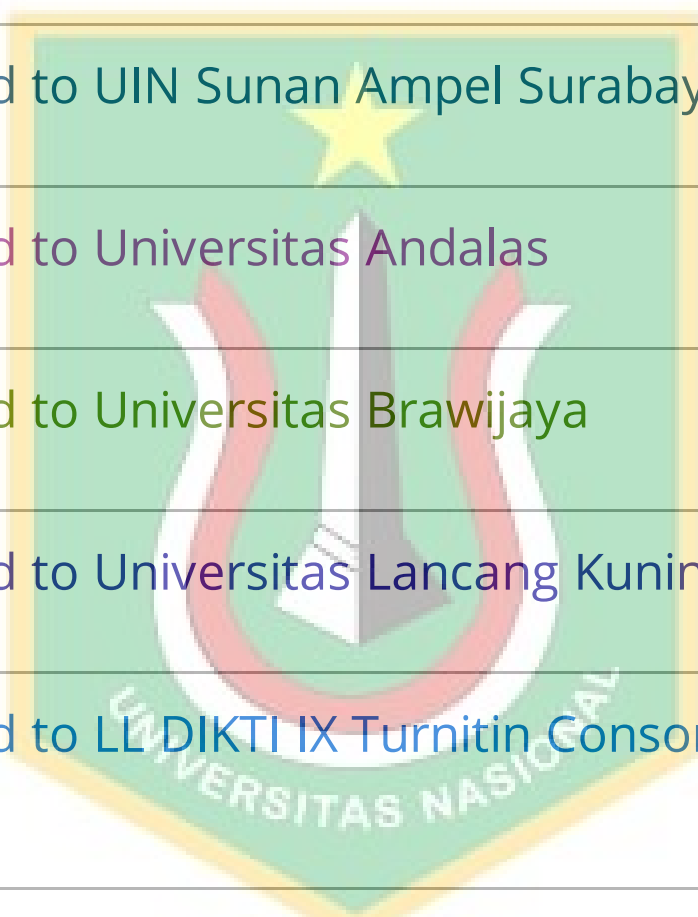 d to UIN Sunan Ampel Surabay
d to Universitas Andalas
d to Universitas Brawijaya
d to Universitas Lancang Kunin
d to LL DIKTI IX Turnitin Consor
UNIVERSITAS NASIONAL